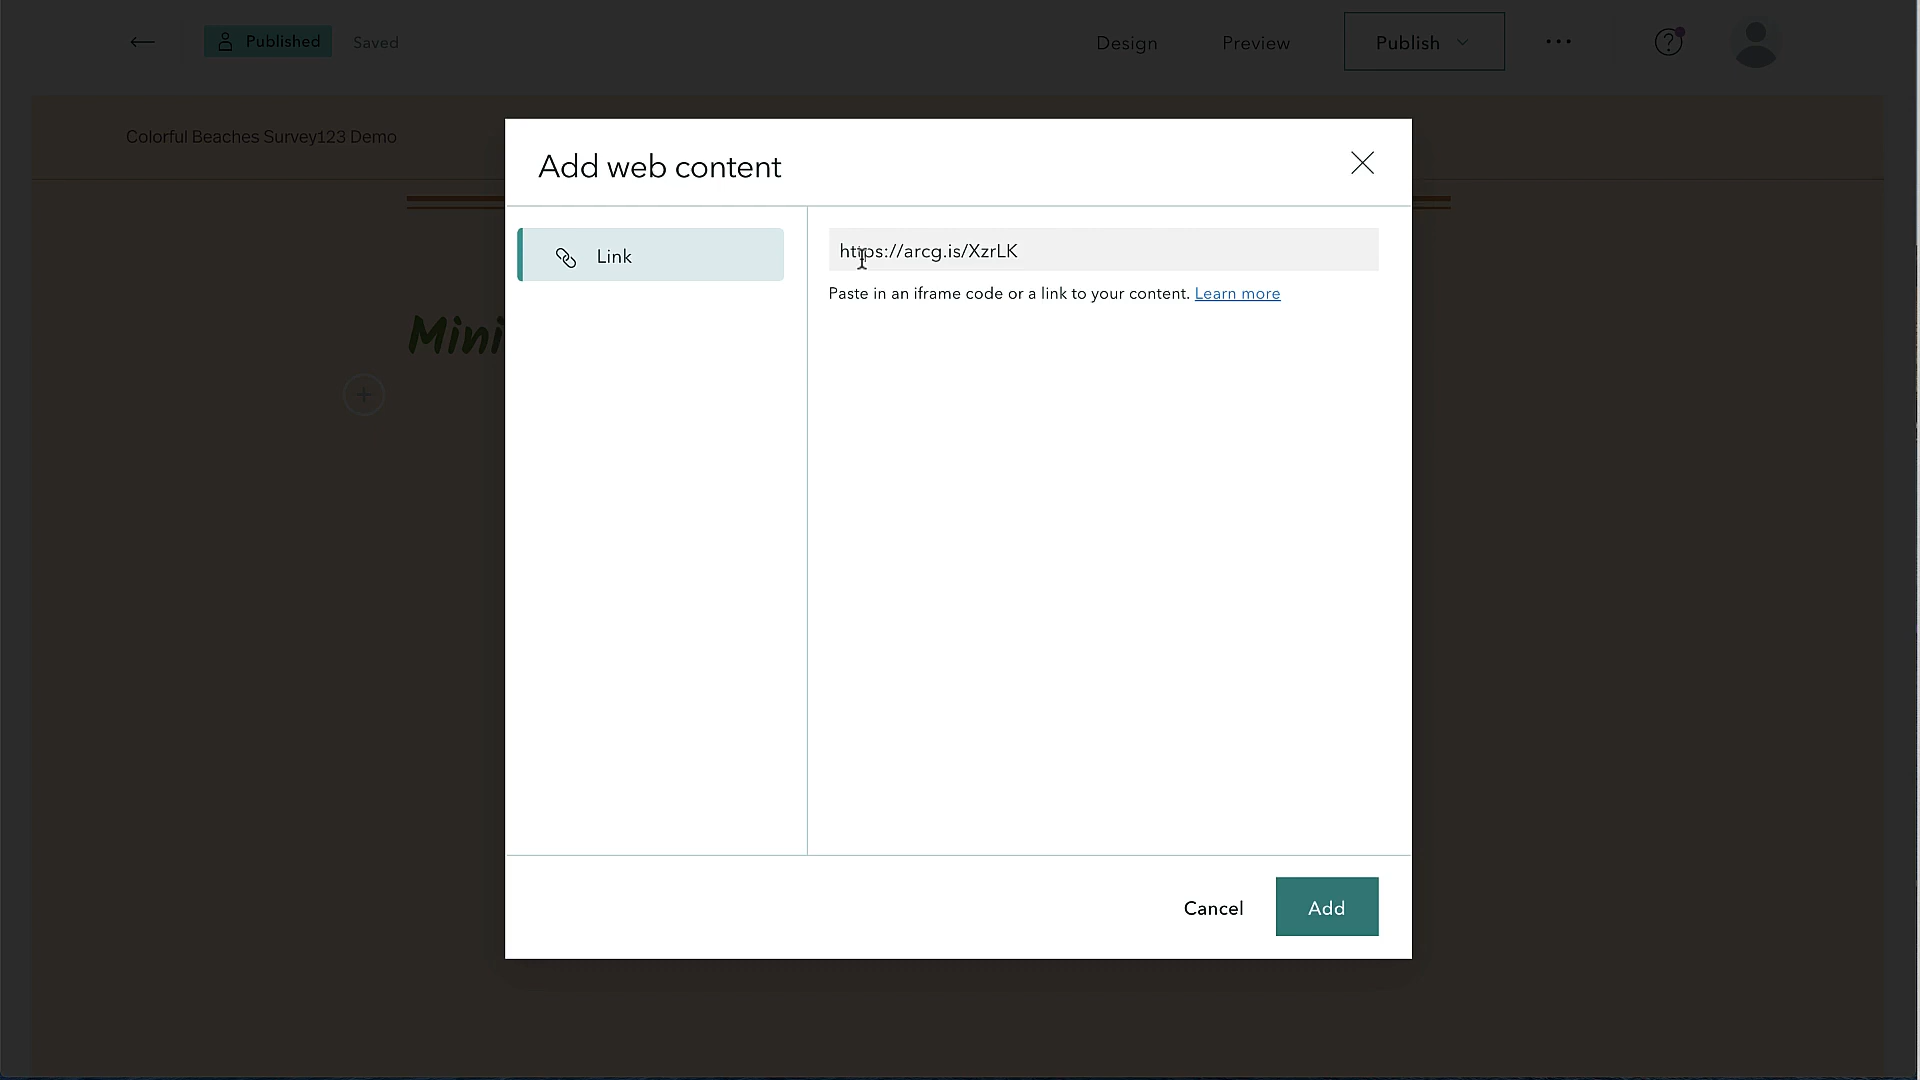 Published
Saved
Design
Preview
Publish
Colorful Beaches Survey123 Demo
Add web content
Link
https://arcg.is/XzrLK
Paste in an iframe code or a link to your content. Learn more
Mini
Cancel
Add